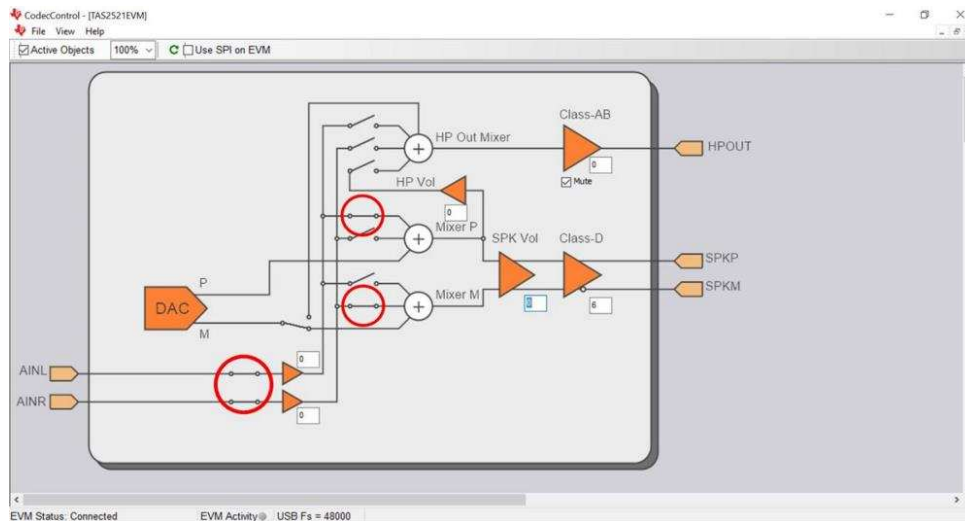 CodecControl - [TAS2521EVM]
File View Help
Active Objects 100% Use SPI on EVM
Class-AB
HP Out Mixer
HPOUT
0
Mute
HP Vol
0
Mixer P
SPK Vol Class-D
SPKP
P
Mixer M
SPKM
DAC
6
M
0
AINL
AINR
0
EVM Status: Connected EVM Activity USB Fs = 48000